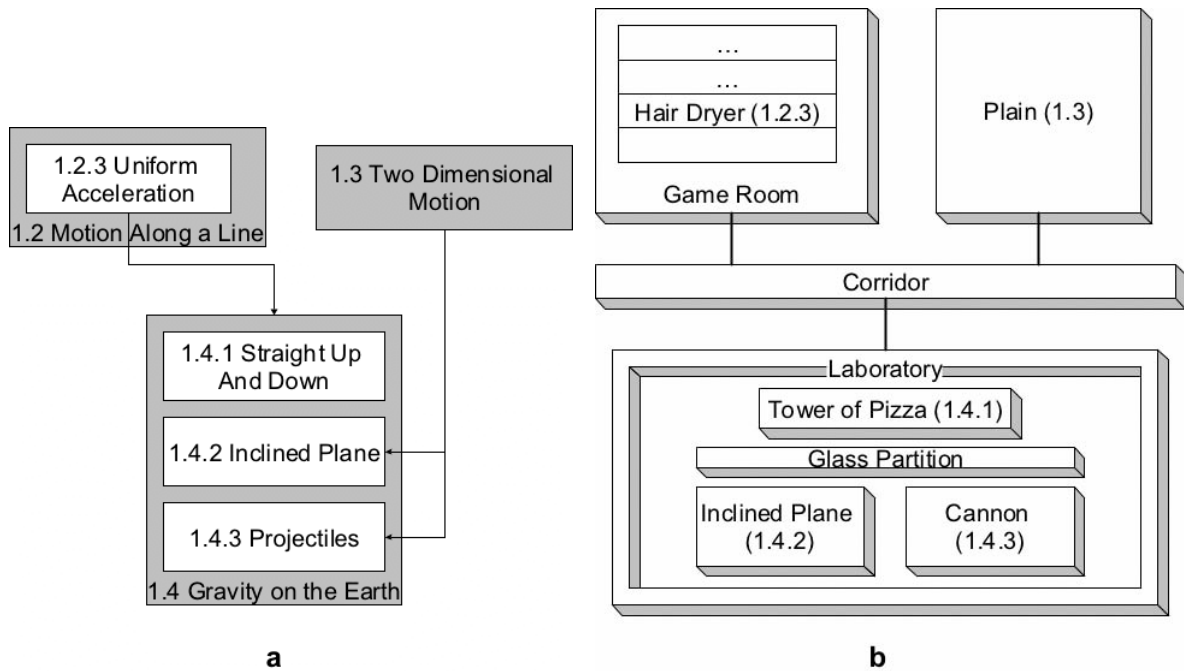 1.2.3 Uniform
Acceleration
1.2 Motion Along a Line
1.3 Two Dimensional
Motion
1.4.1 Straight Up
And Down
1.4.2 Inclined Plane
1.4.3 Projectiles
1.4 Gravity on the Earth
a
...
...
Hair Dryer (1.2.3)
Game Room
Plain (1.3)
Corridor
Laboratory
Tower of Pizza (1.4.1)
Glass Partition
Inclined Plane
(1.4.2)
Cannon
(1.4.3)
b